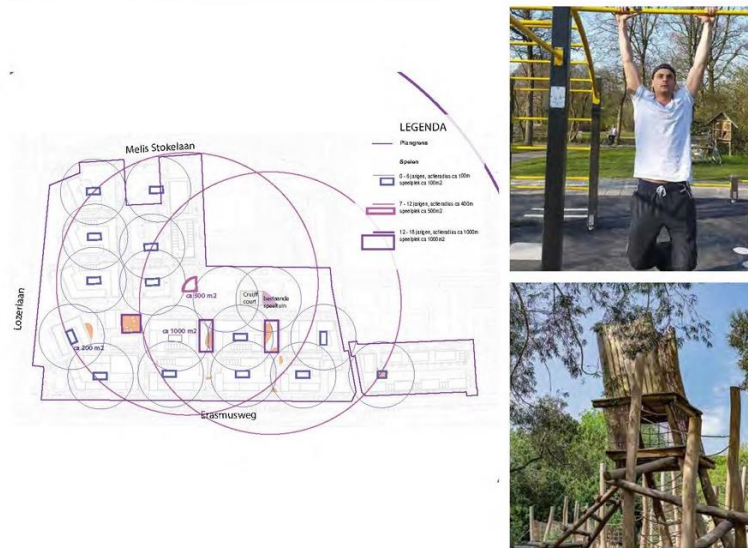 LEGENDA
Plangrens
Spelen
0 - 6 jarigen, actieradius ca 100m
speelplek ca 100m2
7 - 12 jarigen, actieradius ca 400m
speelplek ca 500m2
12 - 18 jarigen, actieradius ca 1000m
speelplek ca 1000m2
Melis Stokelaan
Lozerlaan
ca 500 m2
Cruijff
court
speeltuin
ca 1000 m2
ca 200 m2
Erasmusweg